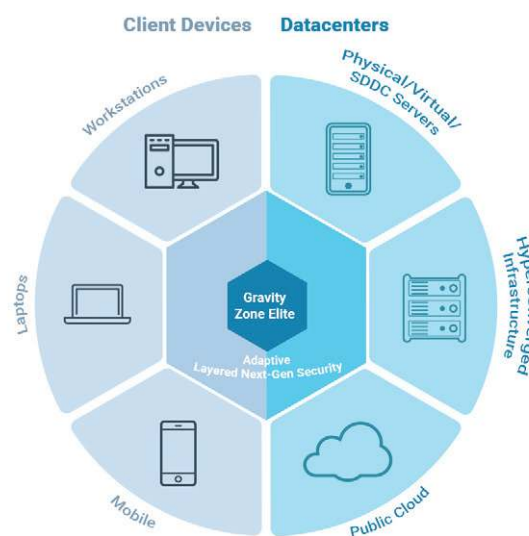 Client Devices Datacenters
Workstations
Physical/Virtual/
SDDC Servers
Laptops
Hyperconverged
Infrastructure
Gravity
Zone Elite
Adaptive
Layered Next-Gen Security
Mobile
Public Cloud